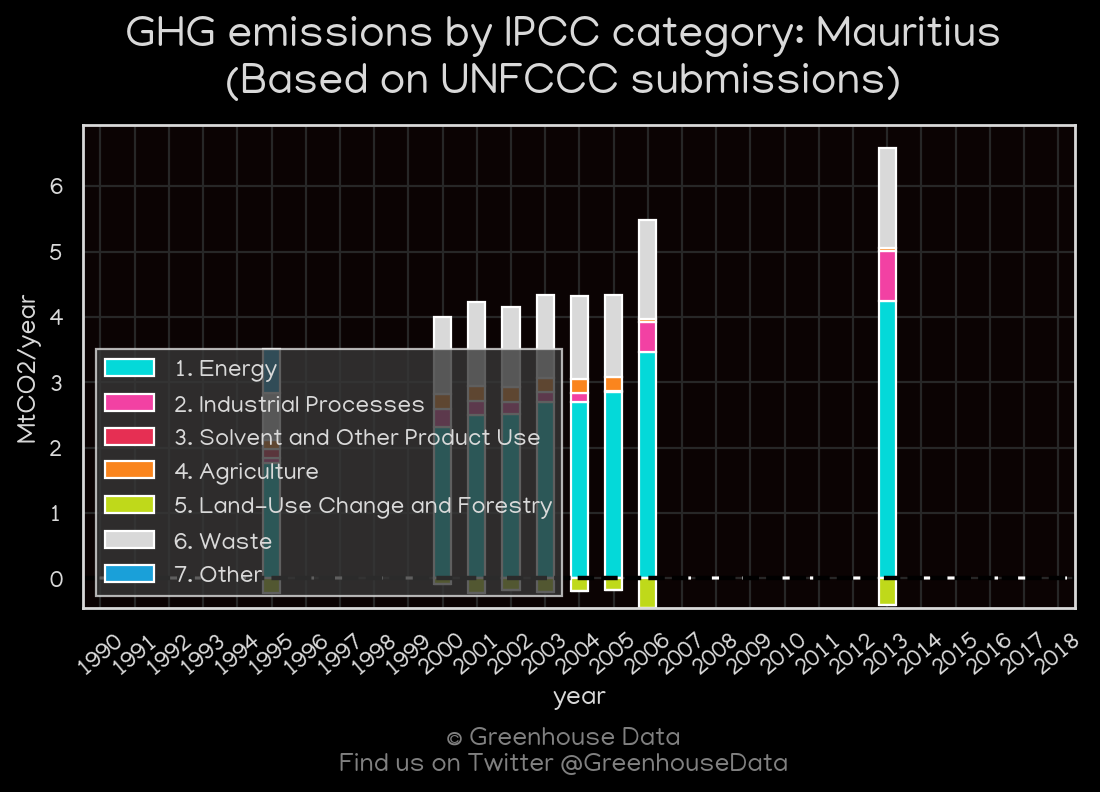 GHG emissions by IPCC category: Mauritius
(Based on UNFCCC submissions)
MtCO2/year
6
5
4
3
2
1
0
1. Energy
2. Industrial Processes
3. Solvent and Other Product Use
4. Agriculture
5. Land-Use Change and Forestry
6. Waste
7. Other
1990 1991 1992 1993 1994 1995 1996 1997 1998 1999 2000 2001 2002 2003 2004 2005 2006 2007 2008 2009 2010 2011 2012 2013 2014 2015 2016 2017 2018
year
© Greenhouse Data
Find us on Twitter @GreenhouseData